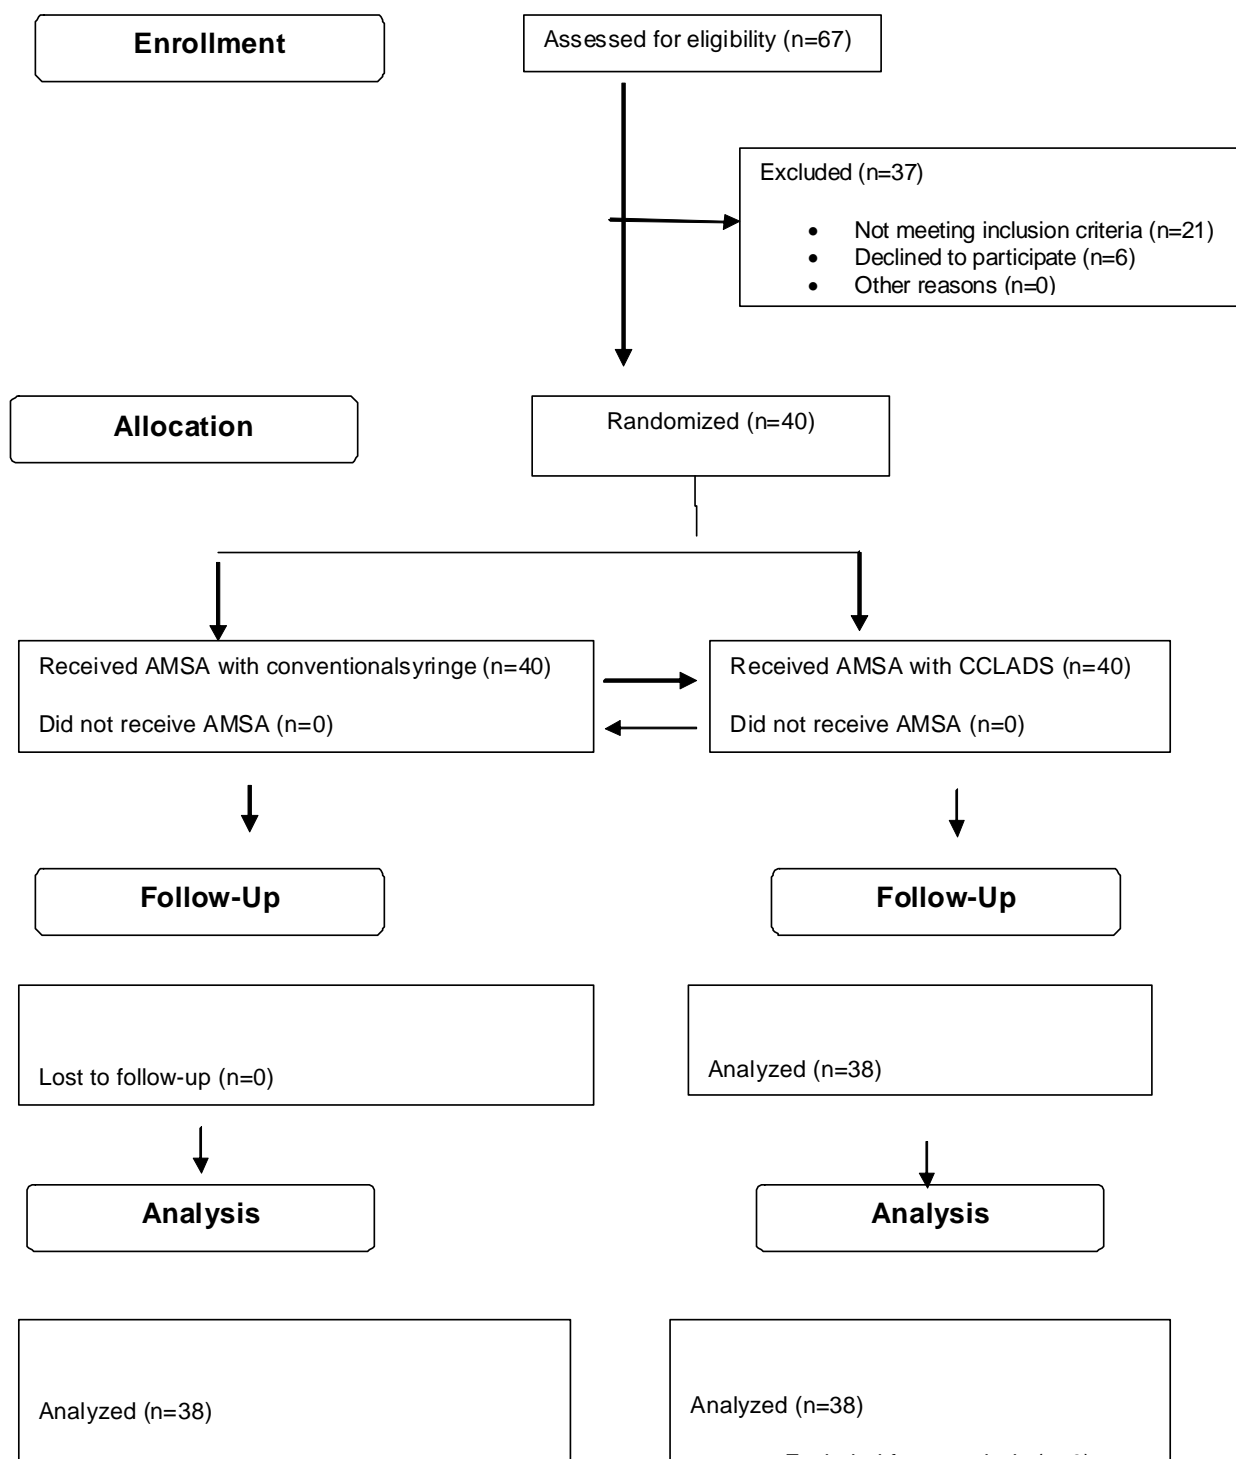 Enrollment
Assessed for eligibility (n=67)
Excluded (n=37)
• Not meeting inclusion criteria (n=21)
• Declined to participate (n=6)
• Other reasons (n=0)
Allocation
Randomized (n=40)
Received AMSA with conventionalsyringe (n=40)
Did not receive AMSA (n=0)
Received AMSA with CCLADS (n=40)
Did not receive AMSA (n=0)
Follow-Up
Follow-Up
Lost to follow-up (n=0)
Analyzed (n=38)
Analysis
Analysis
Analyzed (n=38)
Analyzed (n=38)